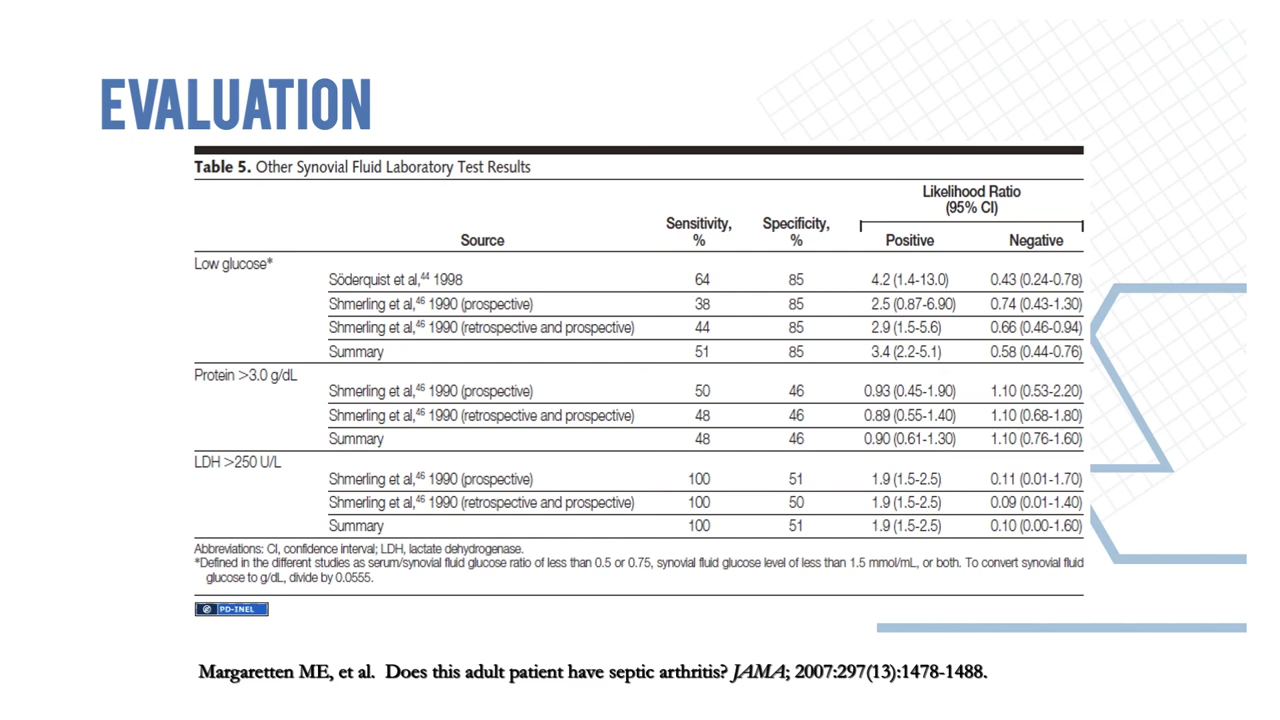 EVALUATION
Table 5. Other Synovial Fluid Laboratory Test Results
Likelihood Ratio
(95% CI)
Source Sensitivity, % Specificity, % Positive Negative
Low glucose*
Söderquist et al,44 1998 64 85 4.2 (1.4-13.0) 0.43 (0.24-0.78)
Shmerling et al,46 1990 (prospective) 38 85 2.5 (0.87-6.90) 0.74 (0.43-1.30)
Shmerling et al,46 1990 (retrospective and prospective) 44 85 2.9 (1.5-5.6) 0.66 (0.46-0.94)
Summary 51 85 3.4 (2.2-5.1) 0.58 (0.44-0.76)
Protein >3.0 g/dL
Shmerling et al,46 1990 (prospective) 50 46 0.93 (0.45-1.90) 1.10 (0.53-2.20)
Shmerling et al,46 1990 (retrospective and prospective) 48 46 0.89 (0.55-1.40) 1.10 (0.68-1.80)
Summary 48 46 0.90 (0.61-1.30) 1.10 (0.76-1.60)
LDH >250 U/L
Shmerling et al,46 1990 (prospective) 100 51 1.9 (1.5-2.5) 0.11 (0.01-1.70)
Shmerling et al,46 1990 (retrospective and prospective) 100 50 1.9 (1.5-2.5) 0.09 (0.01-1.40)
Summary 100 51 1.9 (1.5-2.5) 0.10 (0.00-1.60)
Abbreviations: CI, confidence interval; LDH, lactate dehydrogenase.
*Defined in the different studies as serum/synovial fluid glucose ratio of less than 0.5 or 0.75, synovial fluid glucose level of less than 1.5 mmol/mL, or both. To convert synovial fluid
glucose to g/dL, divide by 0.0555.
PD-INEL
Margaretten ME, et al. Does this adult patient have septic arthritis? JAMA; 2007:297(13):1478-1488.